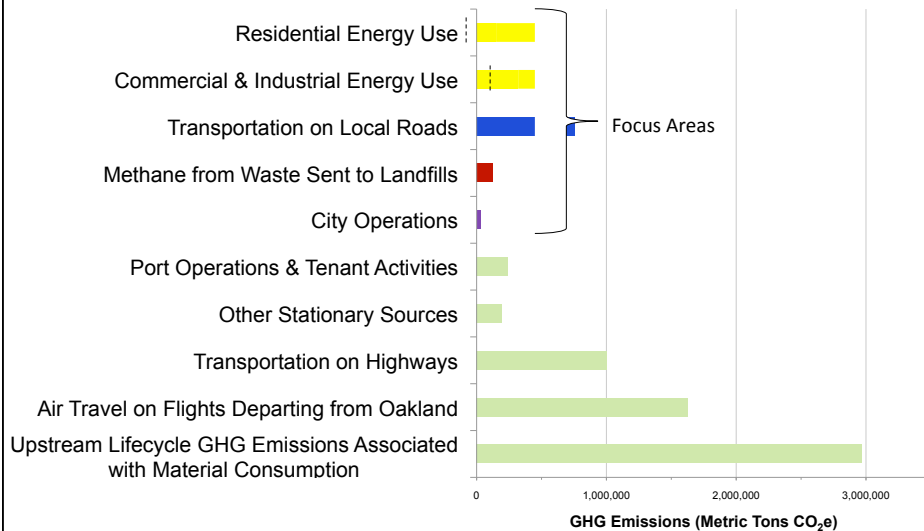 Residential Energy Use
Commercial & Industrial Energy Use
Transportation on Local Roads
Focus Areas
Methane from Waste Sent to Landfills
City Operations
Port Operations & Tenant Activities
Other Stationary Sources
Transportation on Highways
Air Travel on Flights Departing from Oakland
Upstream Lifecycle GHG Emissions Associated
with Material Consumption
0 1,000,000 2,000,000 3,000,000
GHG Emissions (Metric Tons CO₂e)